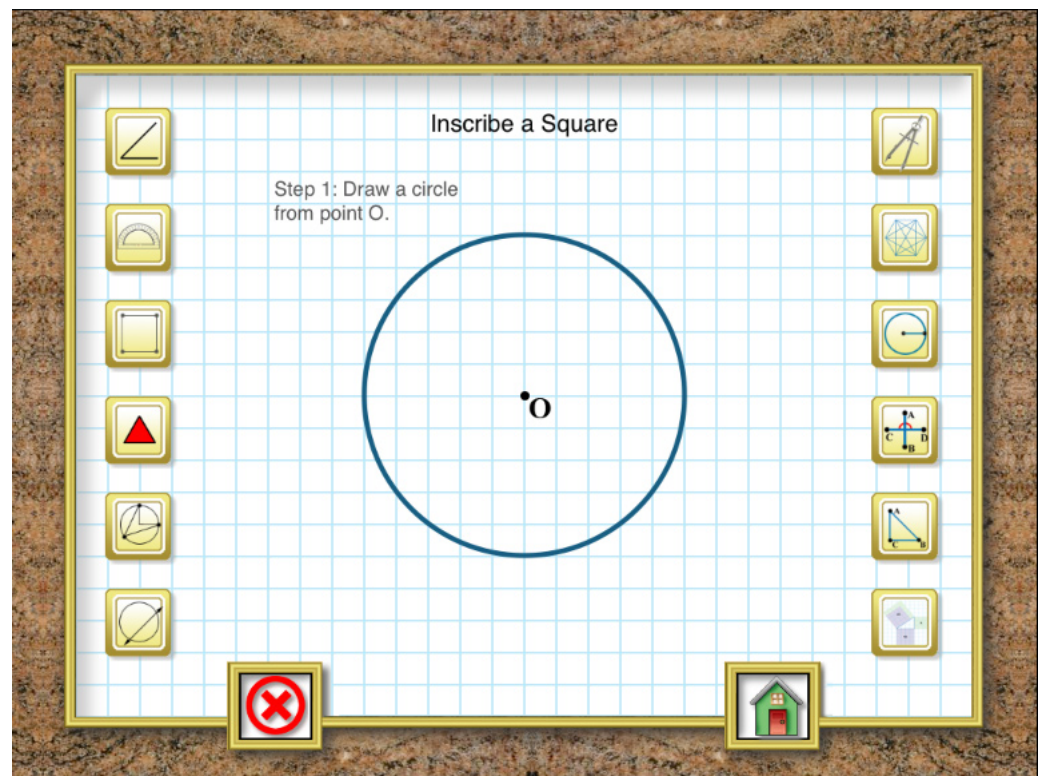 Inscribe a Square
Step 1: Draw a circle
from point O.
O
A
C D
B
A
C B